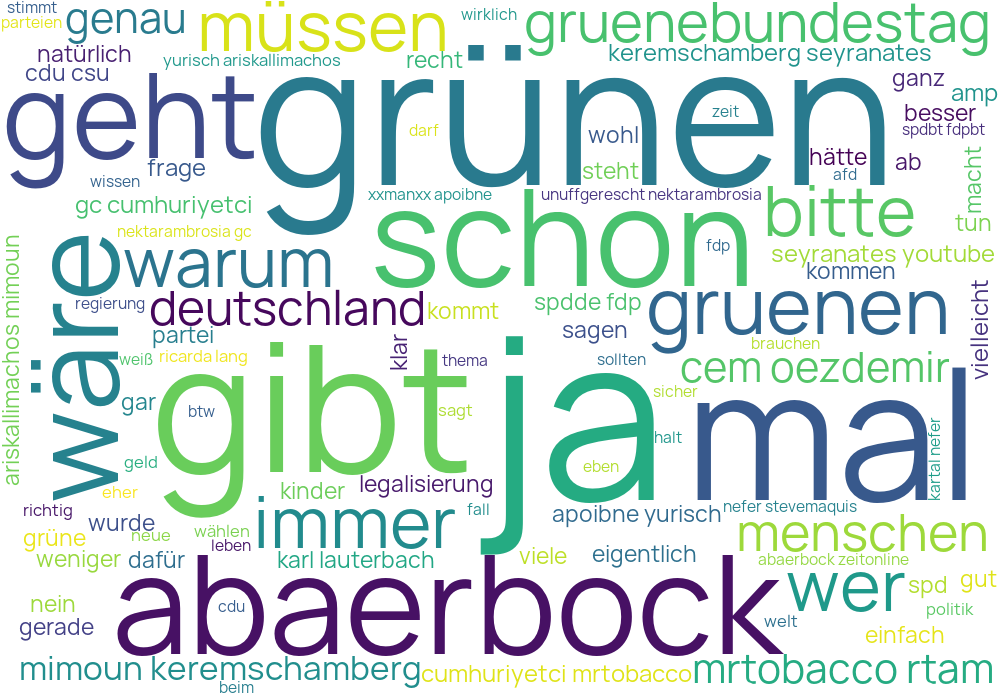 stimmt
parteien
genau
müssen
wirklich
gruenebundestag
natürlich
yurisch ariskallimachos
recht
keremschamberg seyranates
cdu csu
geht
grünen
ganz
amp
besser
spdbt fdpbt
zeit
darf
wohl
hätte
ab
afd
macht
frage
wissen
steht
xxmanxx apoibne
unuffgerescht nektarambrosia
gc cumhuriyetci
schon
bitte
tun
nektarambrosia gc
fdp
seyranates youtube
wäre
warum
kommen
ariskallimachos mimoun
regierung
deutschland
kommt
spdde fdp
gruenen
vielleicht
partei
klar
sagen
brauchen
weiß
ricarda lang
thema
sollten
cem oezdemir
gibt
ja
mal
gar
btw
sagt
sicher
halt
kartal nefer
geld
eben
eher
kinder
legalisierung
richtig
wurde
immer
fall
apoibne yurisch
nefer stevemaquis
grüne
neue
wählen
leben
menschen
weniger
dafür
karl lauterbach
viele
eigentlich
abaerbock zeitonline
abaerbock
wer
spd
gut
nein
cdu
politik
gerade
welt
einfach
mimoun keremschamberg
cumhuriyetci mrtobacco
mrtobacco rtam
beim